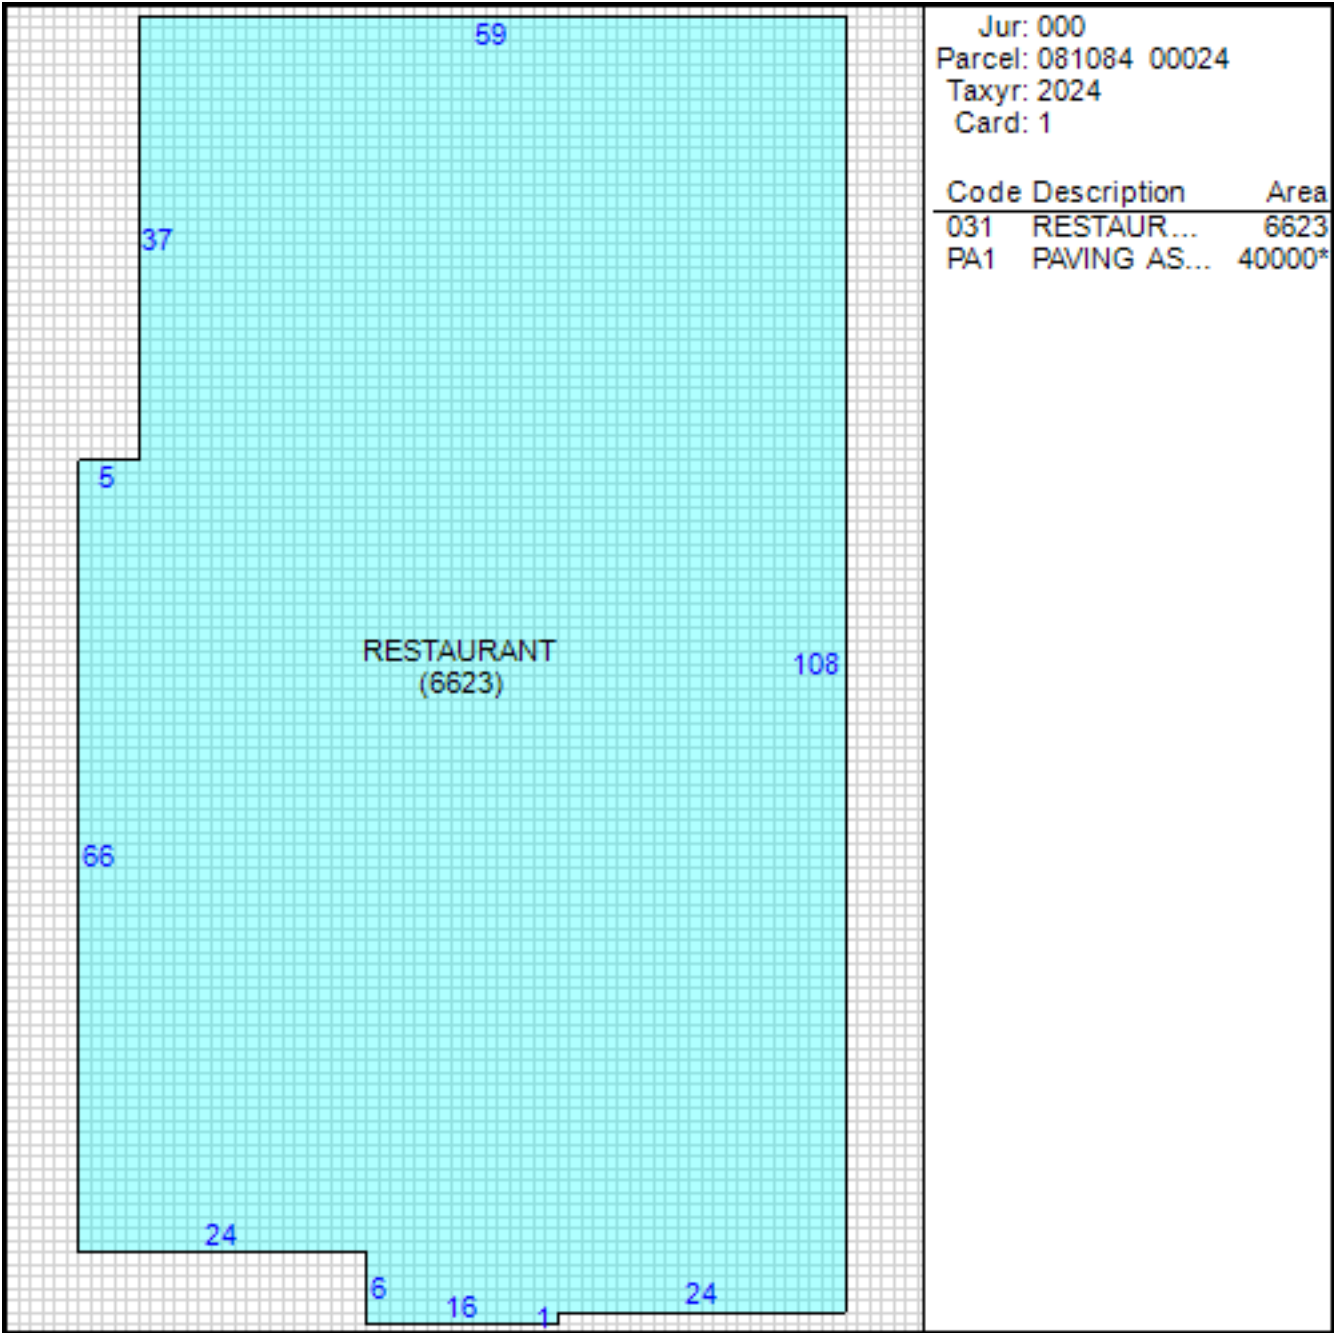 59
37
5
RESTAURANT
(6623)
108
66
24
6
16
1
24
Jur: 000
Parcel: 081084 00024
Taxyr: 2024
Card: 1
Code Description Area
031 RESTAUR... 6623
PA1 PAVING AS... 40000*